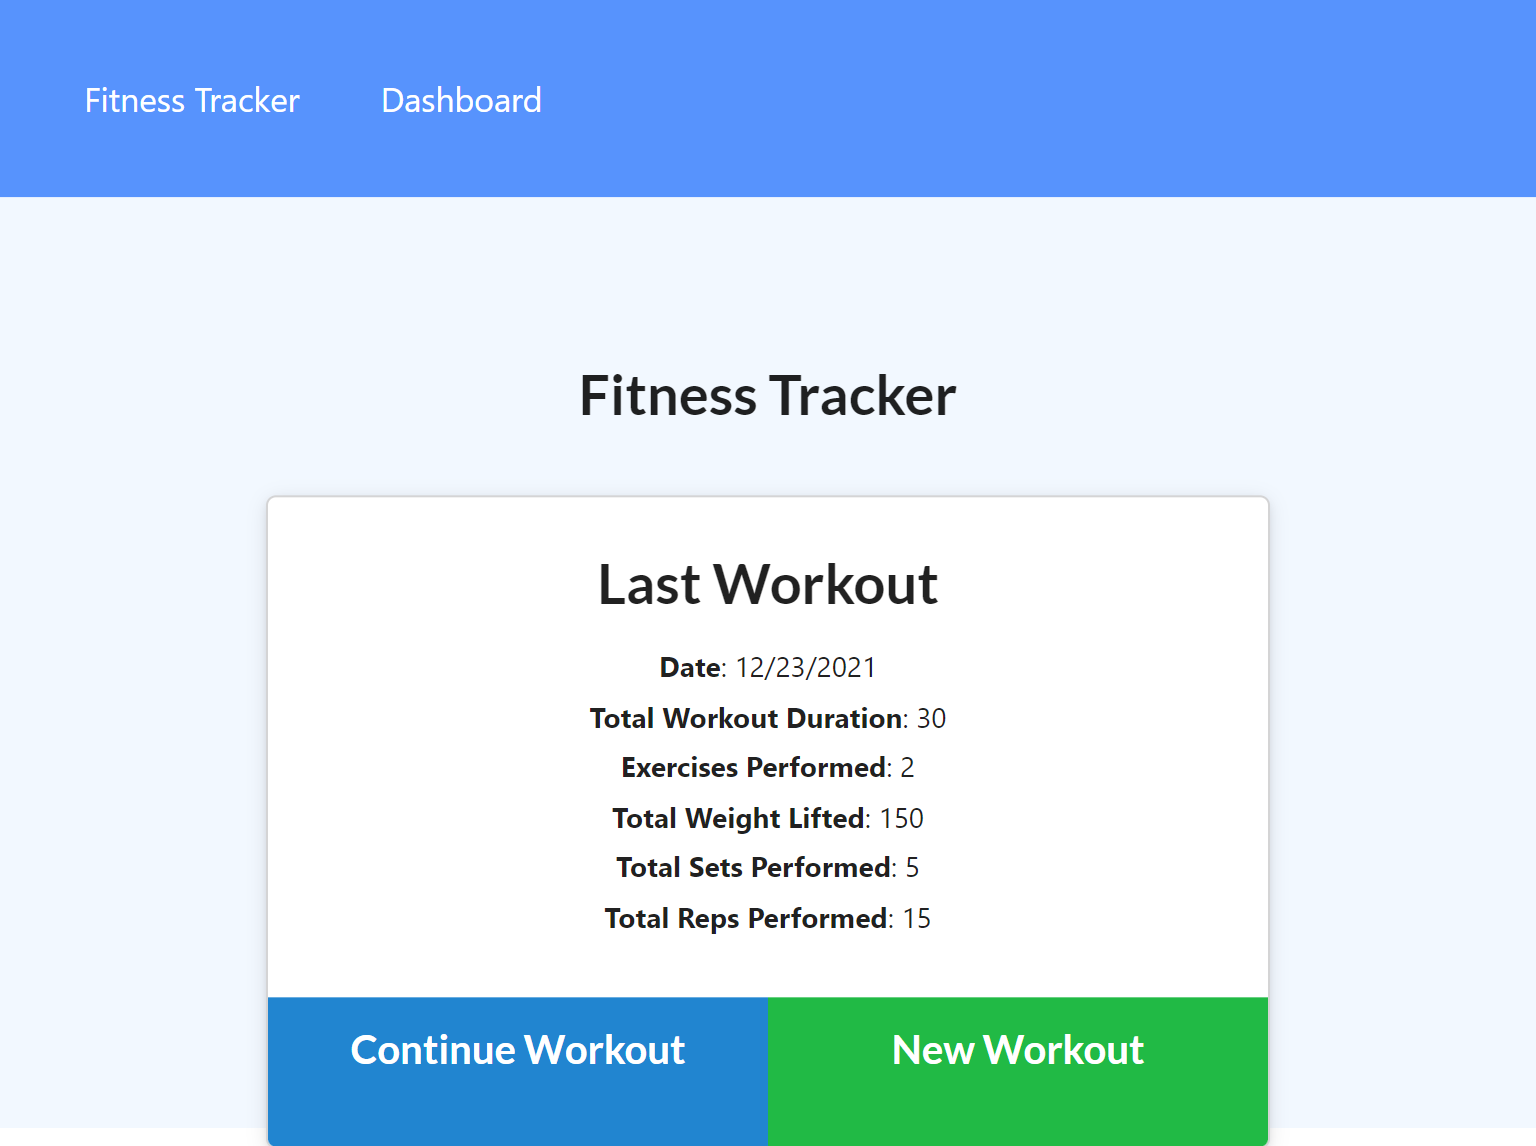 Fitness Tracker Dashboard
Fitness Tracker
Last Workout
Date: 12/23/2021
Total Workout Duration: 30
Exercises Performed: 2
Total Weight Lifted: 150
Total Sets Performed: 5
Total Reps Performed: 15
Continue Workout New Workout